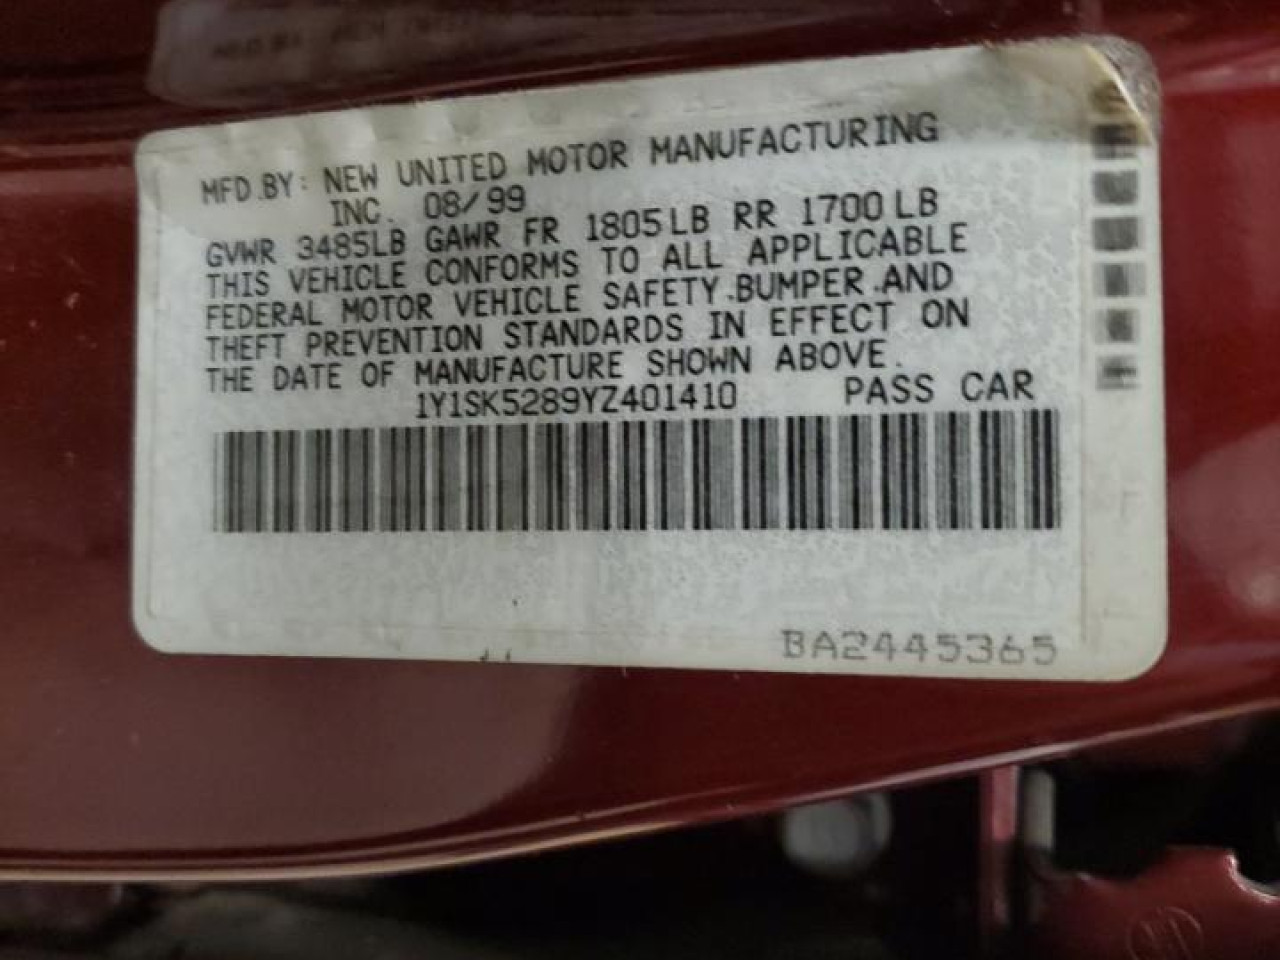 MFD.BY: NEW UNITED MOTOR MANUFACTURING
INC. 08/99
GVWR 3485LB GAWR FR 1805LB RR 1700LB
THIS VEHICLE CONFORMS TO ALL APPLICABLE
FEDERAL MOTOR VEHICLE SAFETY.BUMPER.AND
THEFT PREVENTION STANDARDS IN EFFECT ON
THE DATE OF MANUFACTURE SHOWN ABOVE.
1Y1SK5289YZ401410 PASS CAR
BA2445365